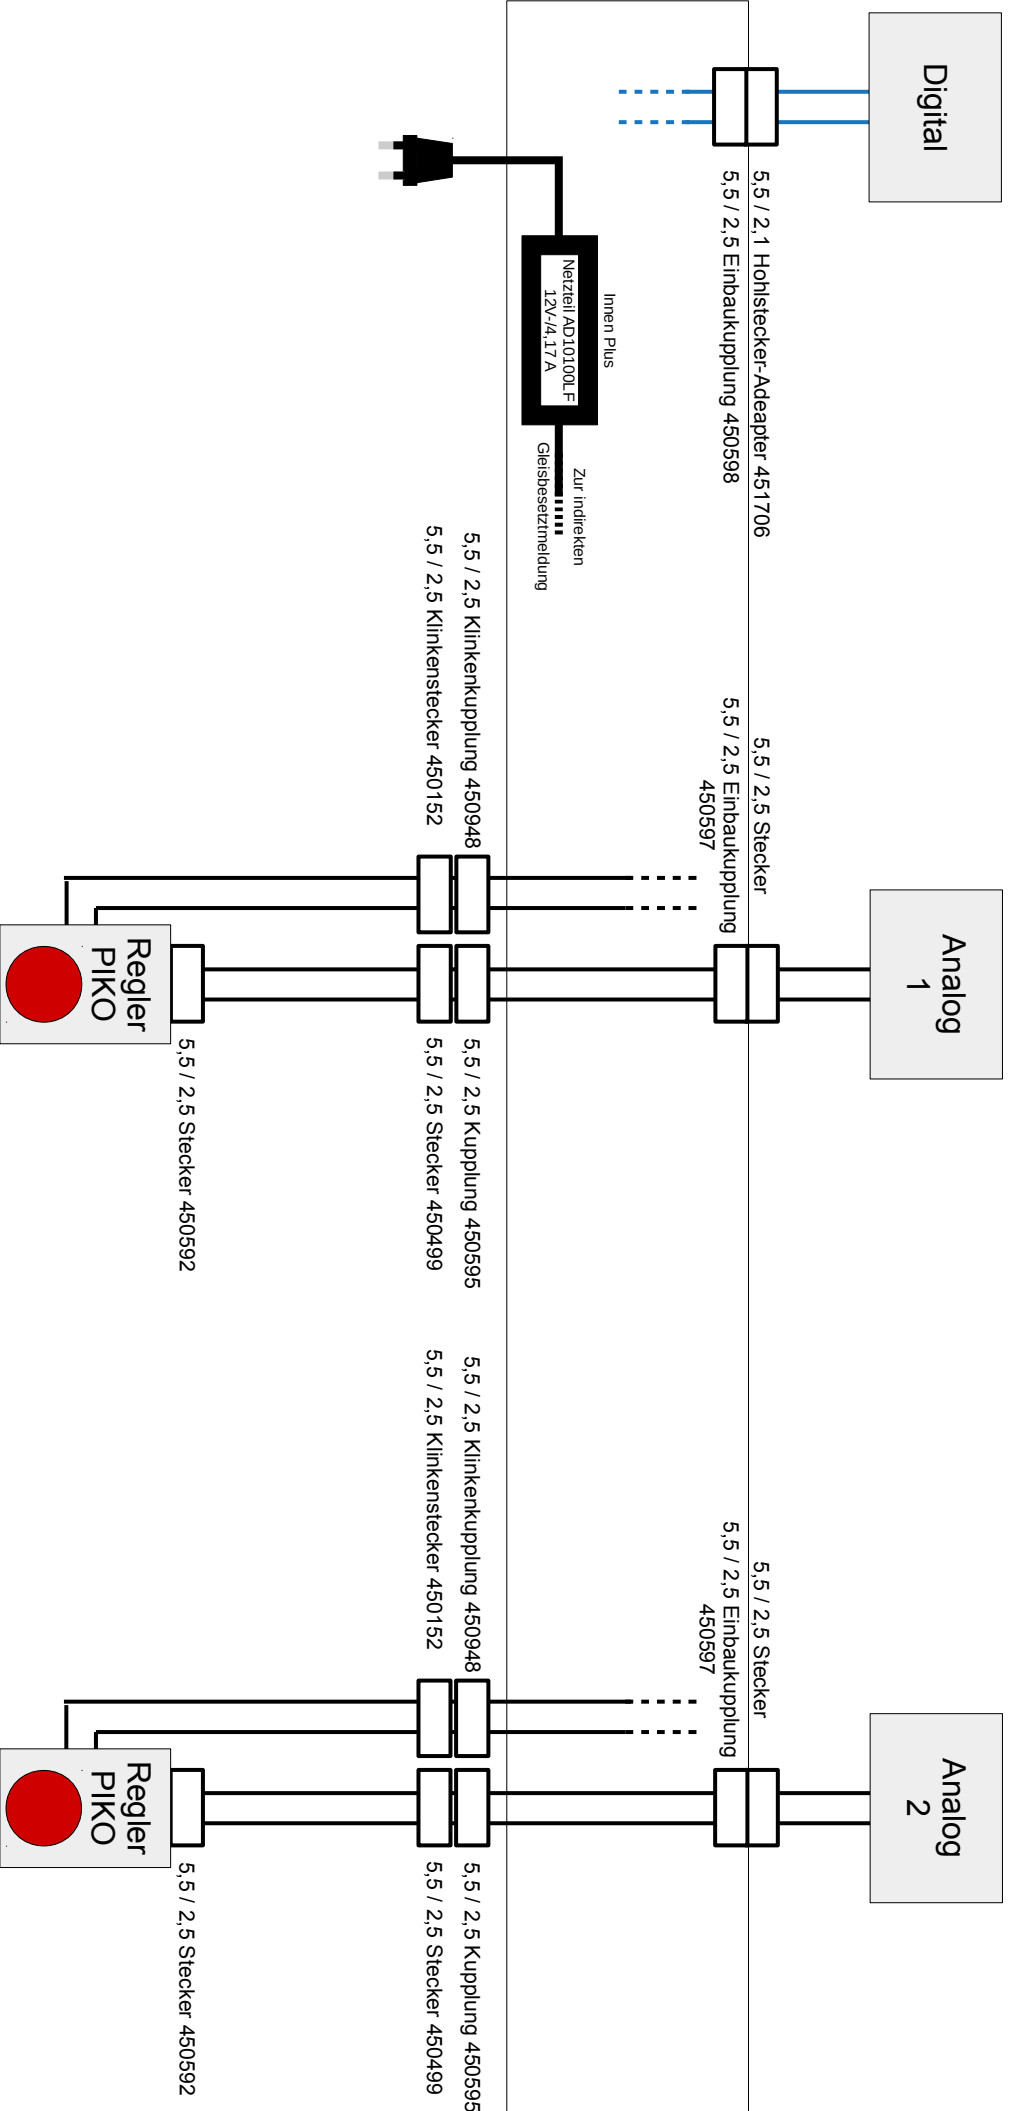 Digital
5,5 / 2,1 Hohlstecker-Adeapter 451706
5,5 / 2,5 Einbaukupplung 450598
Innen Plus
Netzteil AD10100LF
12V-/4,17 A
Zur indirekten
Gleisbesetztmeldung
Analog
1
5,5 / 2,5 Stecker
5,5 / 2,5 Einbaukupplung
450597
5,5 / 2,5 Klinkenkupplung 450948
5,5 / 2,5 Klinkenstecker 450152
5,5 / 2,5 Kupplung 450595
5,5 / 2,5 Stecker 450499
Regler
PIKO
5,5 / 2,5 Stecker 450592
Analog
2
5,5 / 2,5 Stecker
5,5 / 2,5 Einbaukupplung
450597
5,5 / 2,5 Klinkenkupplung 450948
5,5 / 2,5 Klinkenstecker 450152
5,5 / 2,5 Kupplung 450595
5,5 / 2,5 Stecker 450499
Regler
PIKO
5,5 / 2,5 Stecker 450592